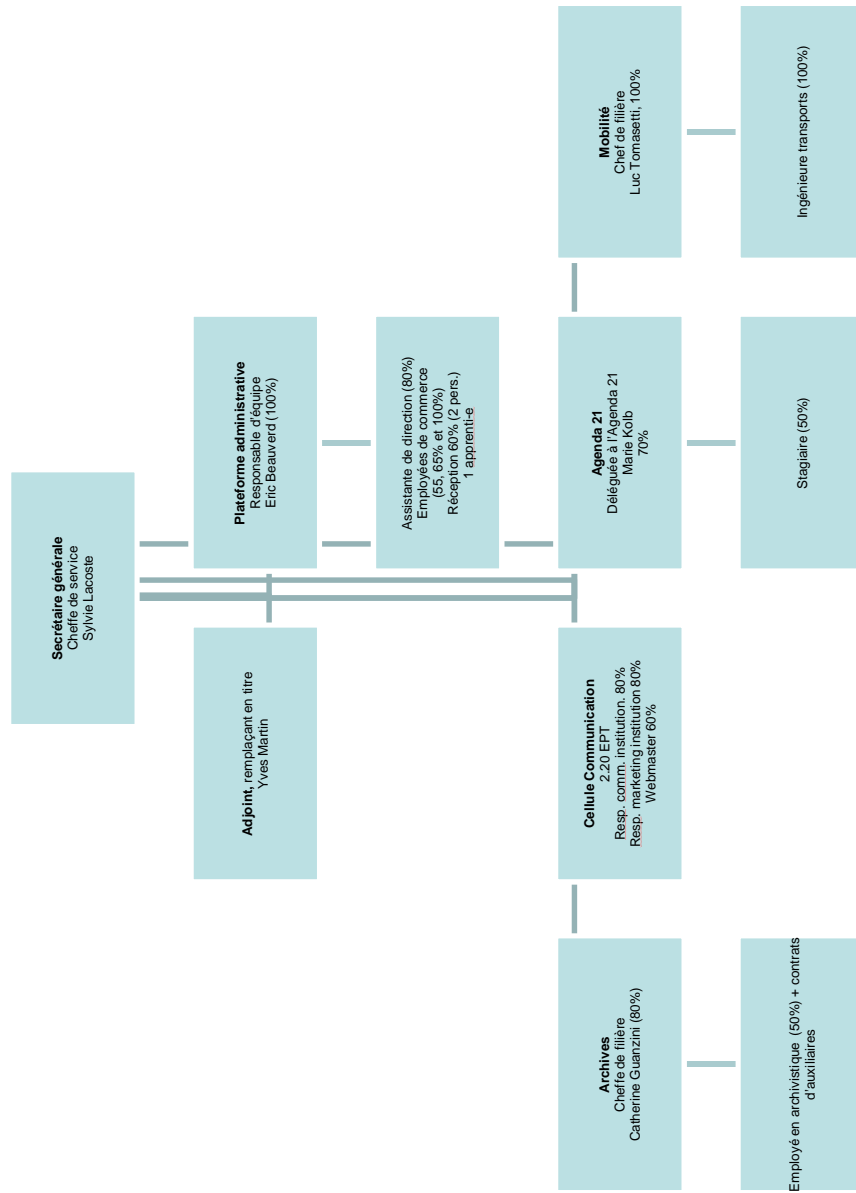 Secrétaire générale
Cheffe de service
Sylvie Lacoste
Adjoint, remplaçant en titre
Yves Martin
Plateforme administrative
Responsable d'équipe
Eric Beauverd (100%)
Assistante de direction (80%)
Employées de commerce
(55, 65% et 100%)
Réception 60% (2 pers.)
1 apprenti-e
Archives
Cheffe de filière
Catherine Guanzini (80%)
Cellule Communication
2.20 EPT
Resp. comm. institution. 80%
Resp. marketing institution 80%
Webmaster 60%
Agenda 21
Déléguée à l'Agenda 21
Marie Kolb
70%
Mobilité
Chef de filière
Luc Tomasetti, 100%
Employé en archivistique (50%) + contrats
d'auxiliaires
Stagiaire (50%)
Ingénieure transports (100%)